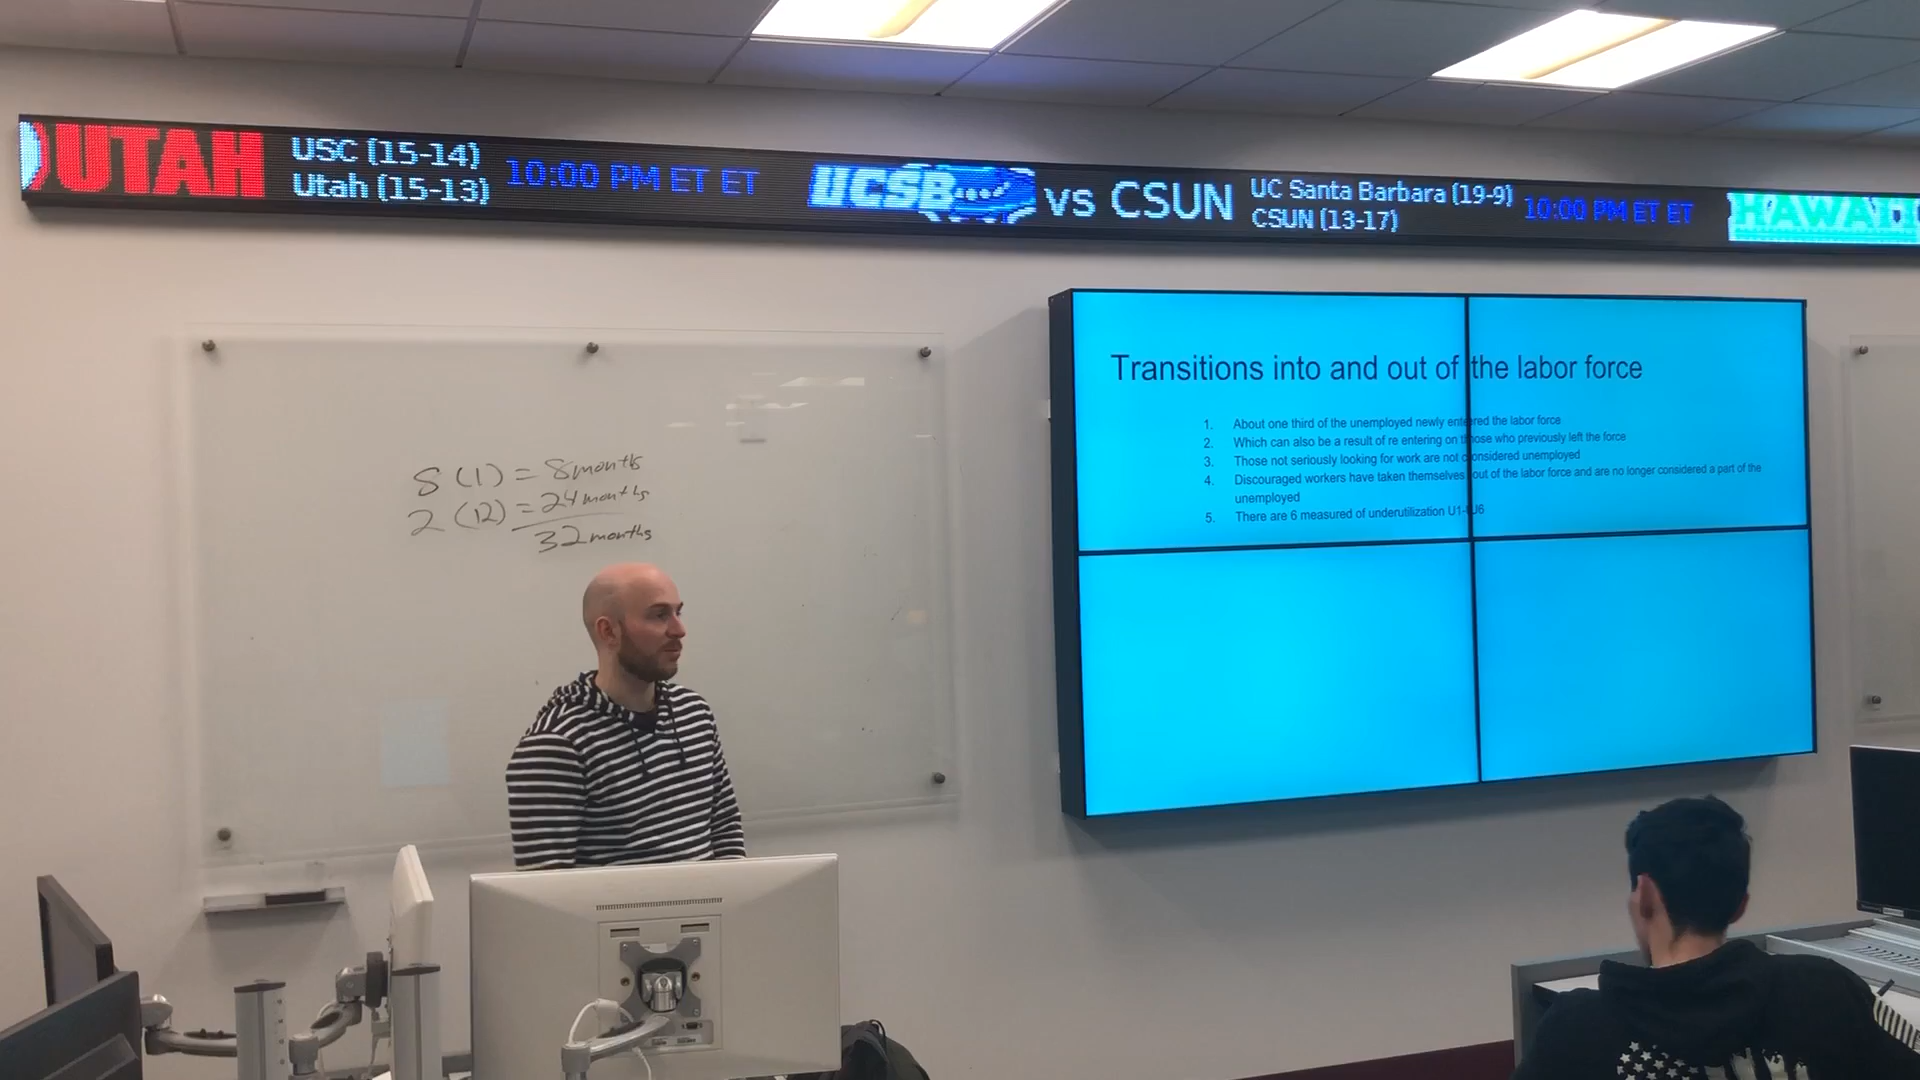 UTAH USC (15-14) 10:00 PM ET ET UCSB vs CSUN UC Santa Barbara (19-9) 10:00 PM ET ET HAWAI
Utah (15-13) CSUN (13-17)
8 (1) = 8 months
2 (12) = 24 months
32 months
Transitions into and out of the labor force
1. About one third of the unemployed newly entered the labor force
2. Which can also be a result of re entering on those who previously left the force
3. Those not seriously looking for work are not considered unemployed
4. Discouraged workers have taken themselves out of the labor force and are no longer considered a part of the
unemployed
5. There are 6 measured of underutilization U1-U6